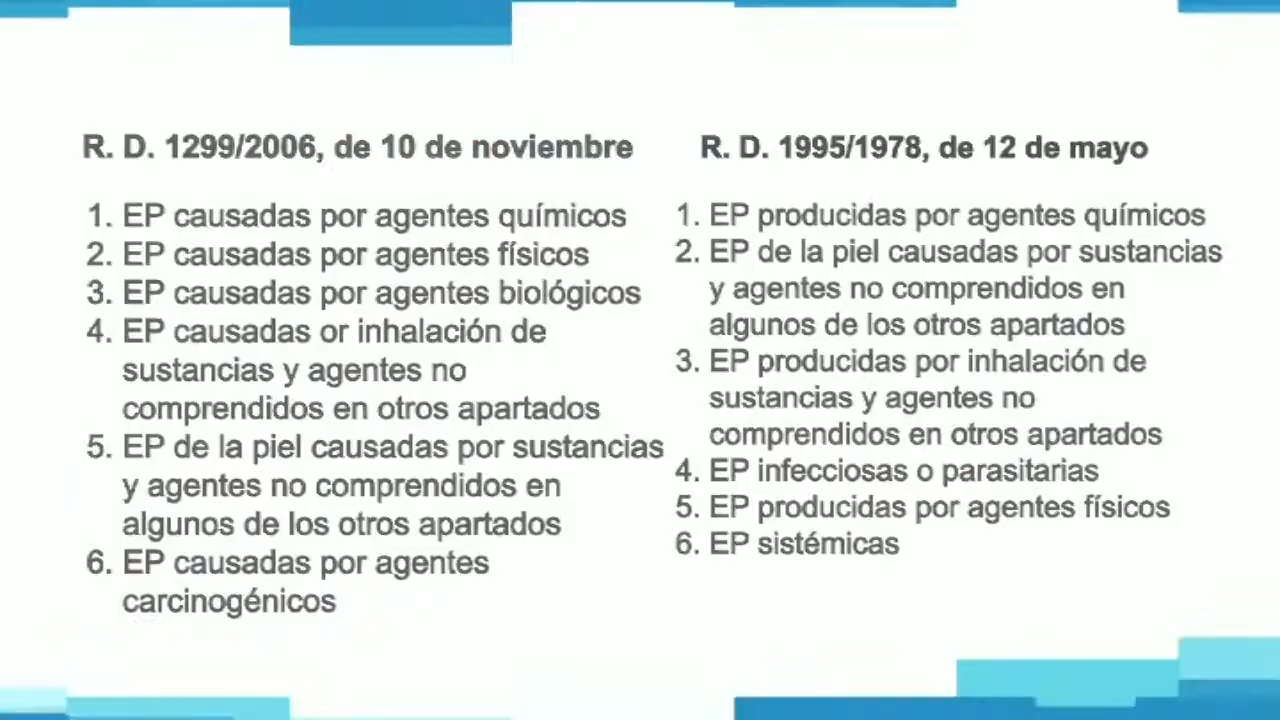 R. D. 1299/2006, de 10 de noviembre
1. EP causadas por agentes químicos
2. EP causadas por agentes físicos
3. EP causadas por agentes biológicos
4. EP causadas or inhalación de
sustancias y agentes no
comprendidos en otros apartados
5. EP de la piel causadas por sustancias
y agentes no comprendidos en
algunos de los otros apartados
6. EP causadas por agentes
carcinogénicos
R. D. 1995/1978, de 12 de mayo
1. EP producidas por agentes químicos
2. EP de la piel causadas por sustancias
y agentes no comprendidos en
algunos de los otros apartados
3. EP producidas por inhalación de
sustancias y agentes no
comprendidos en otros apartados
4. EP infecciosas o parasitarias
5. EP producidas por agentes físicos
6. EP sistémicas